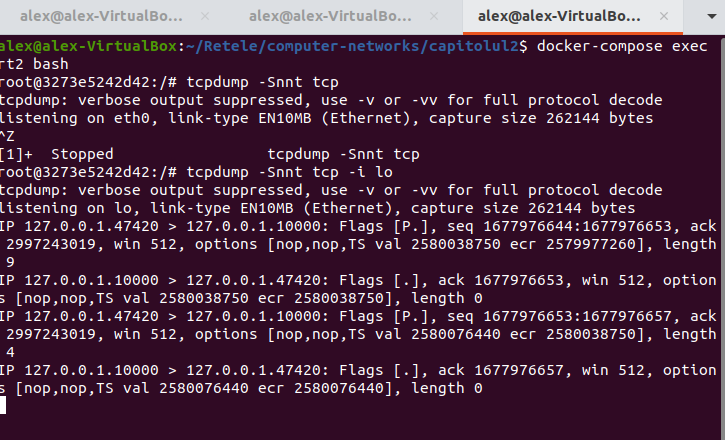 alex@alex-VirtualBo...
alex@alex-VirtualBo...
alex@alex-VirtualBo...
alex@alex-VirtualBox:~/Retele/computer-networks/capitolul2$ docker-compose exec
rt2 bash
root@3273e5242d42:/# tcpdump -Snnt tcp
tcpdump: verbose output suppressed, use -v or -vv for full protocol decode
listening on eth0, link-type EN10MB (Ethernet), capture size 262144 bytes
^Z
[1]+  Stopped                 tcpdump -Snnt tcp
root@3273e5242d42:/# tcpdump -Snnt tcp -i lo
tcpdump: verbose output suppressed, use -v or -vv for full protocol decode
listening on lo, link-type EN10MB (Ethernet), capture size 262144 bytes
IP 127.0.0.1.47420 > 127.0.0.1.10000: Flags [P.], seq 1677976644:1677976653, ack
 2997243019, win 512, options [nop,nop,TS val 2580038750 ecr 2579977260], length
 9
IP 127.0.0.1.10000 > 127.0.0.1.47420: Flags [.], ack 1677976653, win 512, option
s [nop,nop,TS val 2580038750 ecr 2580038750], length 0
IP 127.0.0.1.47420 > 127.0.0.1.10000: Flags [P.], seq 1677976653:1677976657, ack
 2997243019, win 512, options [nop,nop,TS val 2580076440 ecr 2580038750], length
 4
IP 127.0.0.1.10000 > 127.0.0.1.47420: Flags [.], ack 1677976657, win 512, option
s [nop,nop,TS val 2580076440 ecr 2580076440], length 0